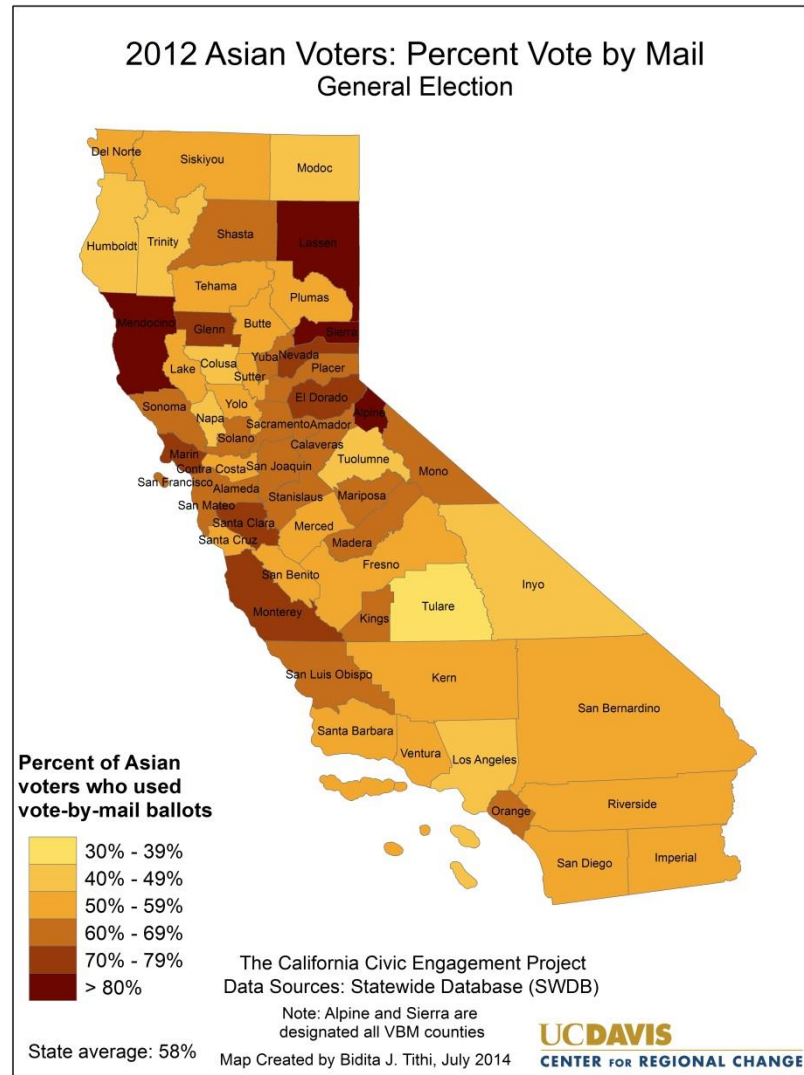 2012 Asian Voters: Percent Vote by Mail
General Election
Del Norte
Siskiyou
Modoc
Humboldt
Trinity
Shasta
Lassen
Tehama
Plumas
Mendocino
Glenn
Butte
Sierra
Lake
Colusa
Sutter
Yuba
Nevada
Placer
Sonoma
Napa
Yolo
El Dorado
Alpine
Solano
Sacramento
Amador
Marin
Contra Costa
San Joaquin
Calaveras
Tuolumne
Mono
San Francisco
Alameda
Stanislaus
Mariposa
San Mateo
Santa Clara
Merced
Madera
Santa Cruz
San Benito
Fresno
Inyo
Monterey
Kings
Tulare
San Luis Obispo
Kern
San Bernardino
Santa Barbara
Ventura
Los Angeles
Orange
Riverside
San Diego
Imperial
Percent of Asian
voters who used
vote-by-mail ballots
30% - 39%
40% - 49%
50% - 59%
60% - 69%
70% - 79%
> 80%
State average: 58%
The California Civic Engagement Project
Data Sources: Statewide Database (SWDB)
Note: Alpine and Sierra are
designated all VBM counties
Map Created by Bidita J. Tithi, July 2014
UCDAVIS
CENTER FOR REGIONAL CHANGE